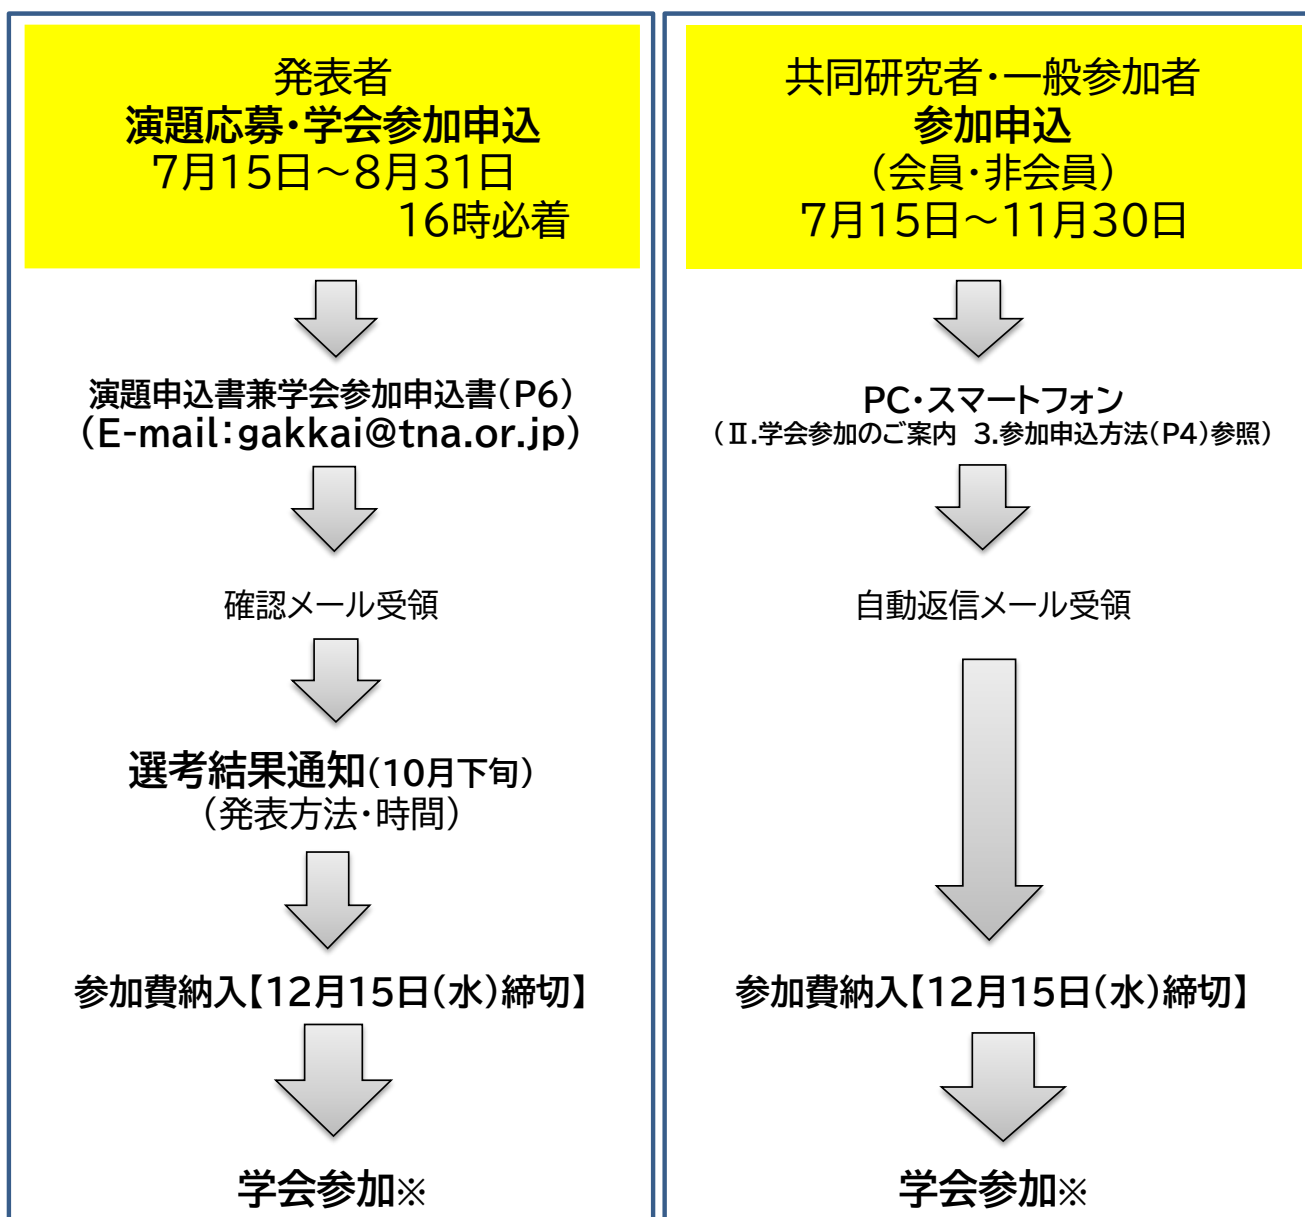 発表者
演題応募・学会参加申込
7月15日～8月31日
16時必着
演題申込書兼学会参加申込書（P6）
（E-mail：gakkai@tna.or.jp）
確認メール受領
選考結果通知（10月下旬）
（発表方法・時間）
参加費納入【12月15日（水）締切】
学会参加※
共同研究者・一般参加者
参加申込
（会員・非会員）
7月15日～11月30日
PC・スマートフォン
（Ⅱ.学会参加のご案内 3.参加申込方法（P4）参照）
自動返信メール受領
参加費納入【12月15日（水）締切】
学会参加※